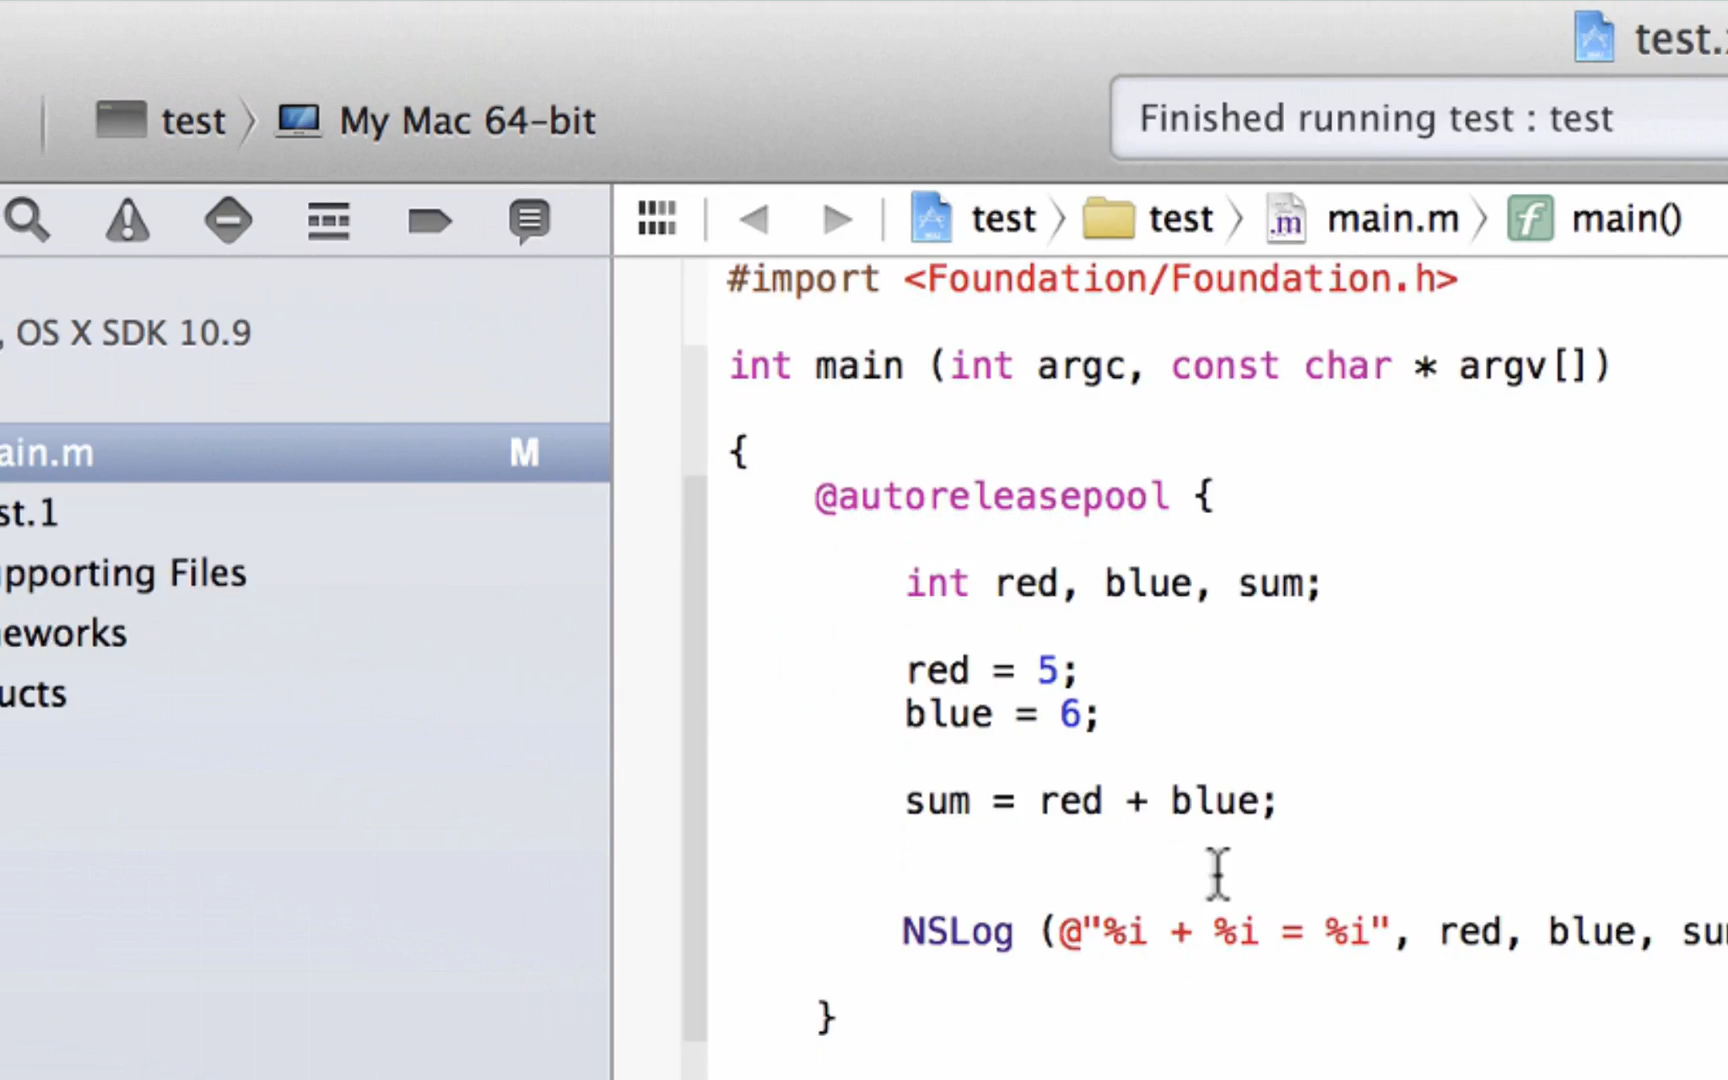 test.
test My Mac 64-bit
Finished running test : test
test test main.m main()
, OS X SDK 10.9
ain.m M
st.1
pporting Files
eworks
ucts
#import <Foundation/Foundation.h>
int main (int argc, const char * argv[])
{
@autoreleasepool {
int red, blue, sum;
red = 5;
blue = 6;
sum = red + blue;
NSLog (@"%i + %i = %i", red, blue, su
}